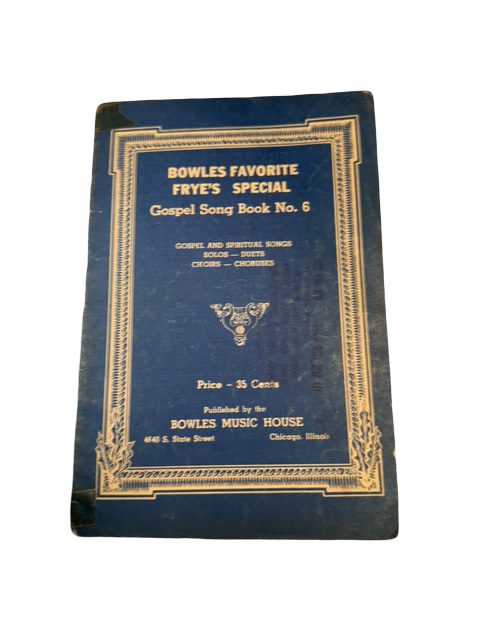 BOWLES FAVORITE
FRYE'S SPECIAL
Gospel Song Book No. 6
GOSPEL AND SPIRITUAL SONGS
SOLOS — DUETS
CHOIRS — CHORUSES
Price - 35 Cents
Published by the
BOWLES MUSIC HOUSE
4640 S. State Street Chicago, Illinois